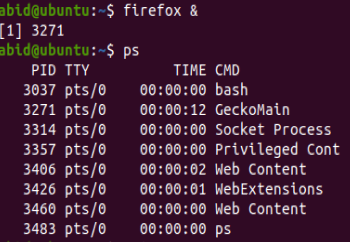 abid@ubuntu:~$ firefox &
[1] 3271
abid@ubuntu:~$ ps
PID TTY TIME CMD
3037 pts/0 00:00:00 bash
3271 pts/0 00:00:12 GeckoMain
3314 pts/0 00:00:00 Socket Process
3357 pts/0 00:00:00 Privileged Cont
3406 pts/0 00:00:02 Web Content
3426 pts/0 00:00:01 WebExtensions
3460 pts/0 00:00:00 Web Content
3483 pts/0 00:00:00 ps